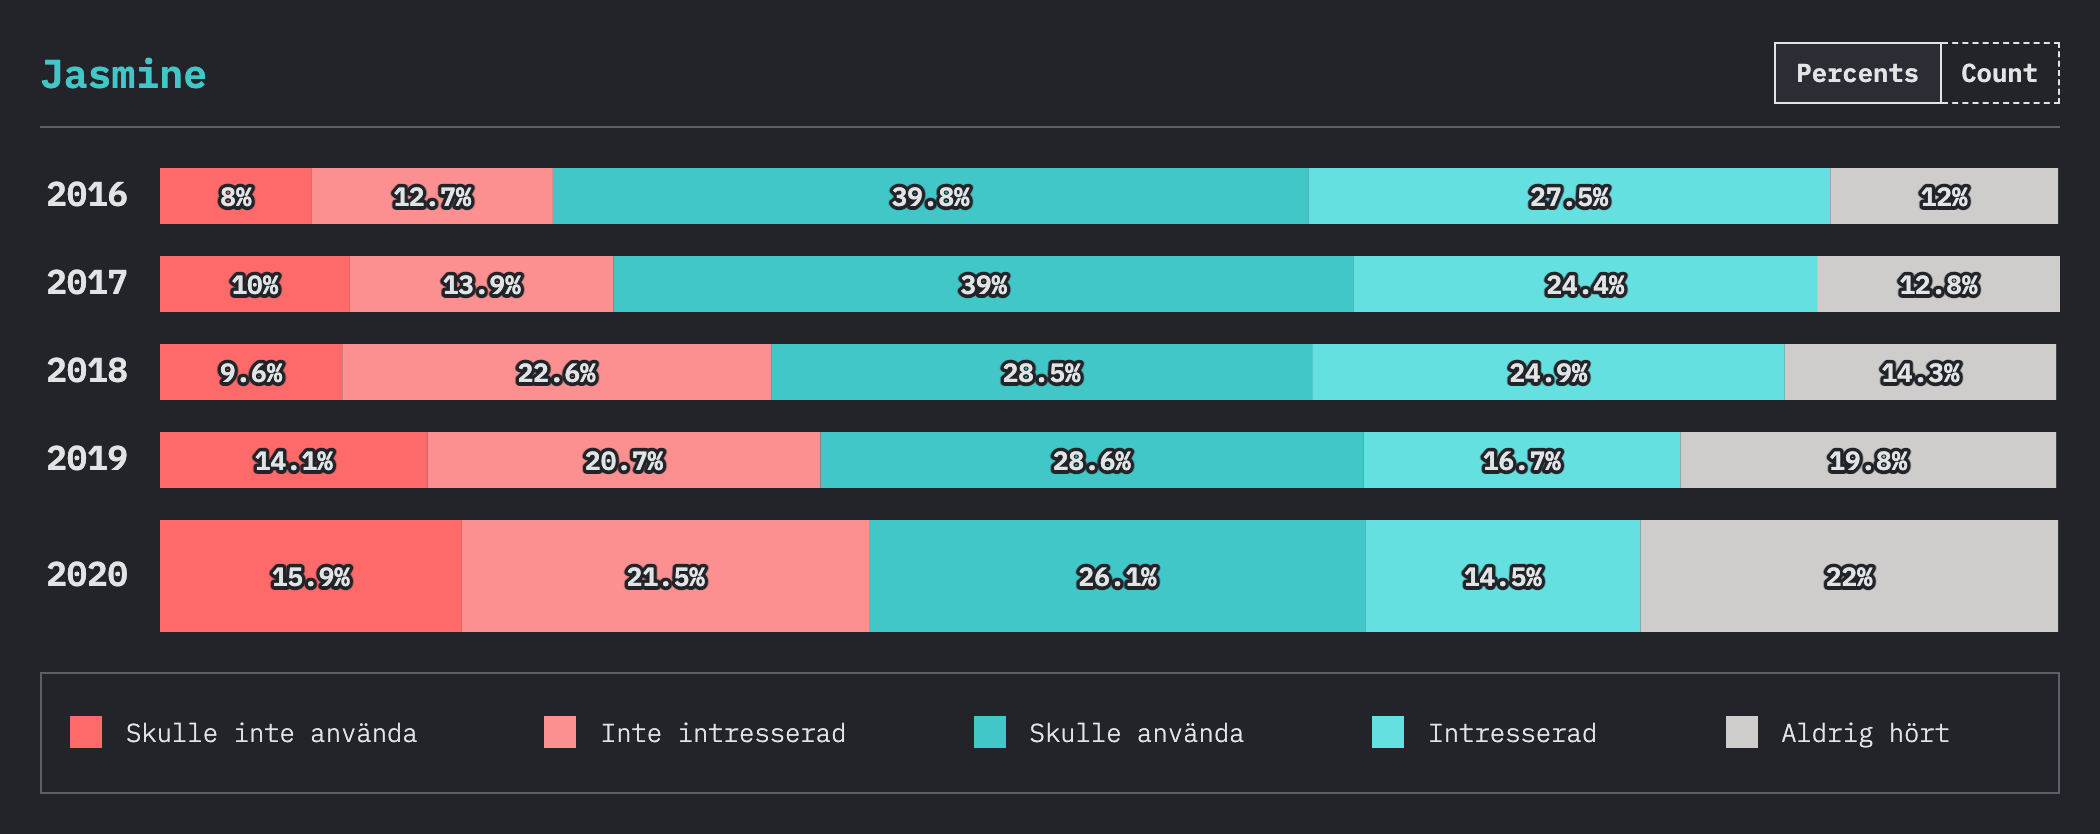 Jasmine
Percents Count
2016 8% 12.7% 39.8% 27.5% 12%
2017 10% 13.9% 39% 24.4% 12.8%
2018 9.6% 22.6% 28.5% 24.9% 14.3%
2019 14.1% 20.7% 28.6% 16.7% 19.8%
2020 15.9% 21.5% 26.1% 14.5% 22%
Skulle inte använda Inte intresserad Skulle använda Intresserad Aldrig hört